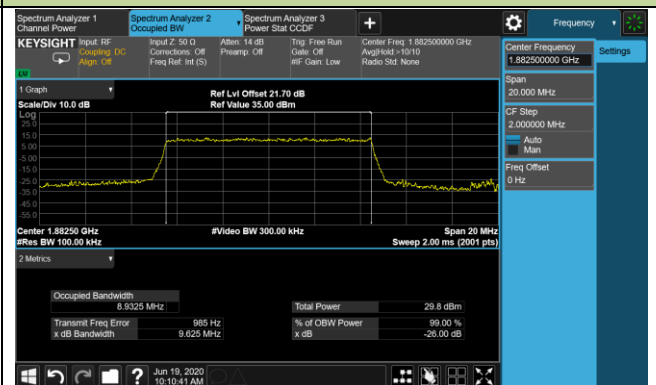 Spectrum Analyzer 1
Channel Power
Spectrum Analyzer 2
Occupied BW
Spectrum Analyzer 3
Power Stat CCDF
Frequency
KEYSIGHT
Input: RF
Coupling: DC
Align: Off
Input Z: 50 Ω
Corrections: Off
Freq Ref: Int (S)
Atten: 14 dB
Preamp: Off
Trig: Free Run
Gate: Off
#IF Gain: Low
Center Freq: 1.882500000 GHz
Avg|Hold:>10/10
Radio Std: None
Center Frequency
1.882500000 GHz
Settings
Span
20.000 MHz
CF Step
2.000000 MHz
Auto
Man
Freq Offset
0 Hz
1 Graph
Scale/Div 10.0 dB
Ref Lvl Offset 21.70 dB
Ref Value 35.00 dBm
Log
25.0
15.0
5.00
-5.00
-15.0
-25.0
-35.0
-45.0
-55.0
Center 1.88250 GHz
#Video BW 300.00 kHz
Span 20 MHz
#Res BW 100.00 kHz
Sweep 2.00 ms (2001 pts)
2 Metrics
Occupied Bandwidth
8.9325 MHz
Total Power 29.8 dBm
Transmit Freq Error 985 Hz
% of OBW Power 99.00 %
x dB Bandwidth 9.625 MHz
x dB -26.00 dB
Jun 19, 2020
10:10:41 AM